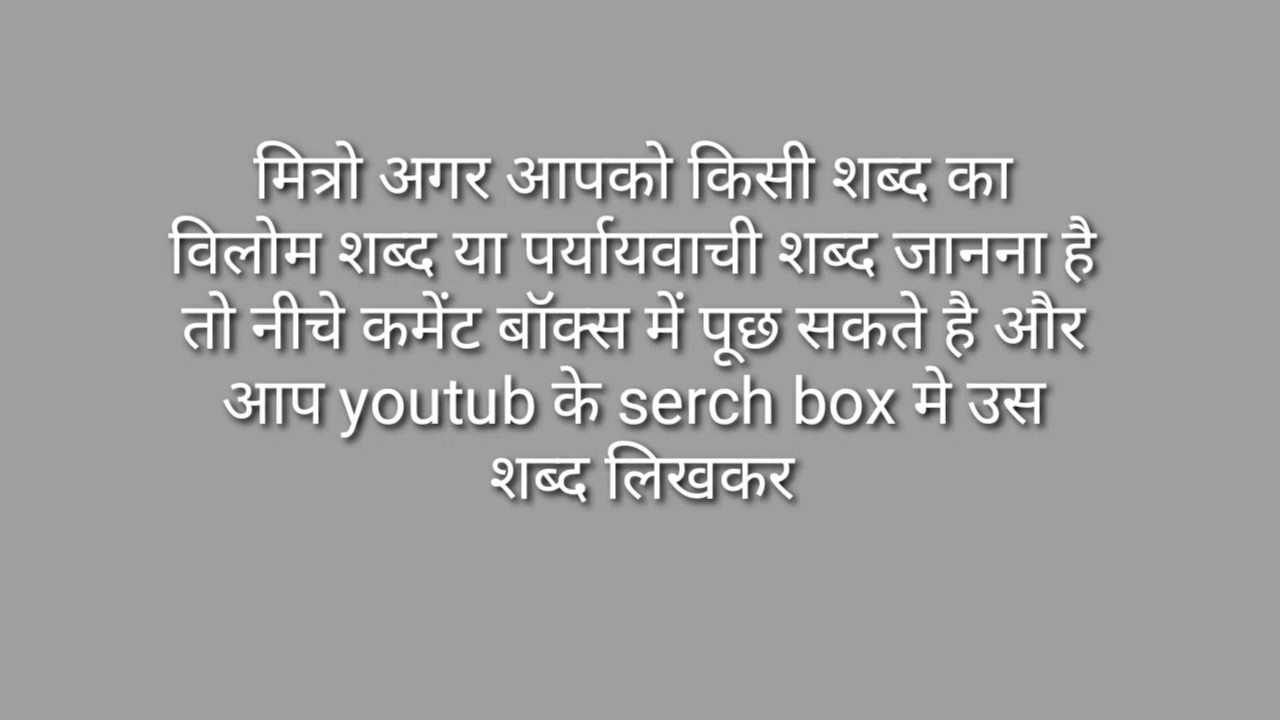 मित्रो अगर आपको किसी शब्द का
विलोम शब्द या पर्यायवाची शब्द जानना है
तो नीचे कमेंट बॉक्स में पूछ सकते है और
आप youtub के serch box मे उस
शब्द लिखकर